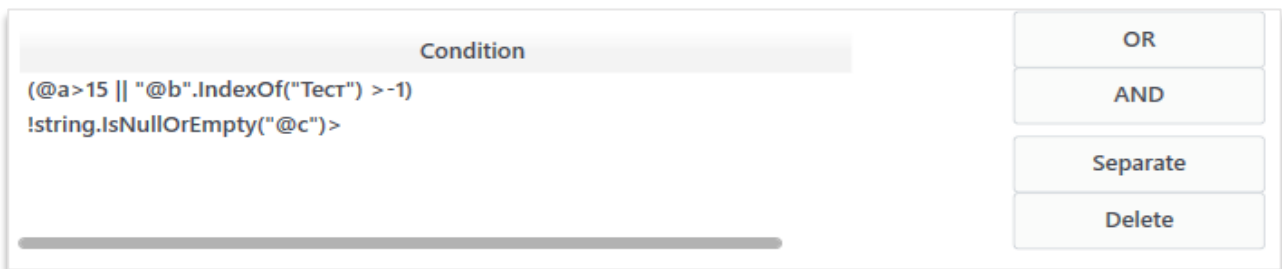 Condition
OR
(@a>15 || "@b".IndexOf("Тест") >-1)
AND
!string.IsNullOrEmpty("@c")>
Separate
Delete